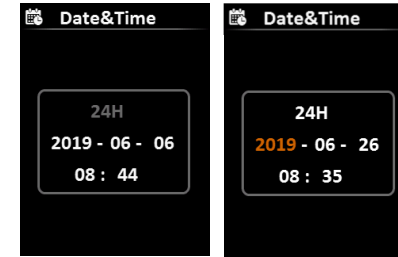 Date&Time
24H
2019 - 06 - 06
08 : 44
Date&Time
24H
2019 - 06 - 26
08 : 35